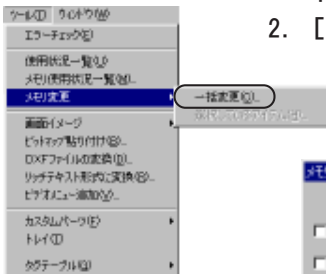 ツール(T) ウィンドウ(W)
2. [
エラーチェック(E)
使用状況一覧(U)
メモリ使用状況一覧(M)...
メモリ変更
一括変更(O)...
画面イメージ
ビットマップ貼り付け(B)...
DXFファイルの変換(D)...
リッチテキスト形式に変換(R)...
ビデオメニュー追加(V)...
カスタムパーツ(P)
トレイ(T)
タグテーブル(G)